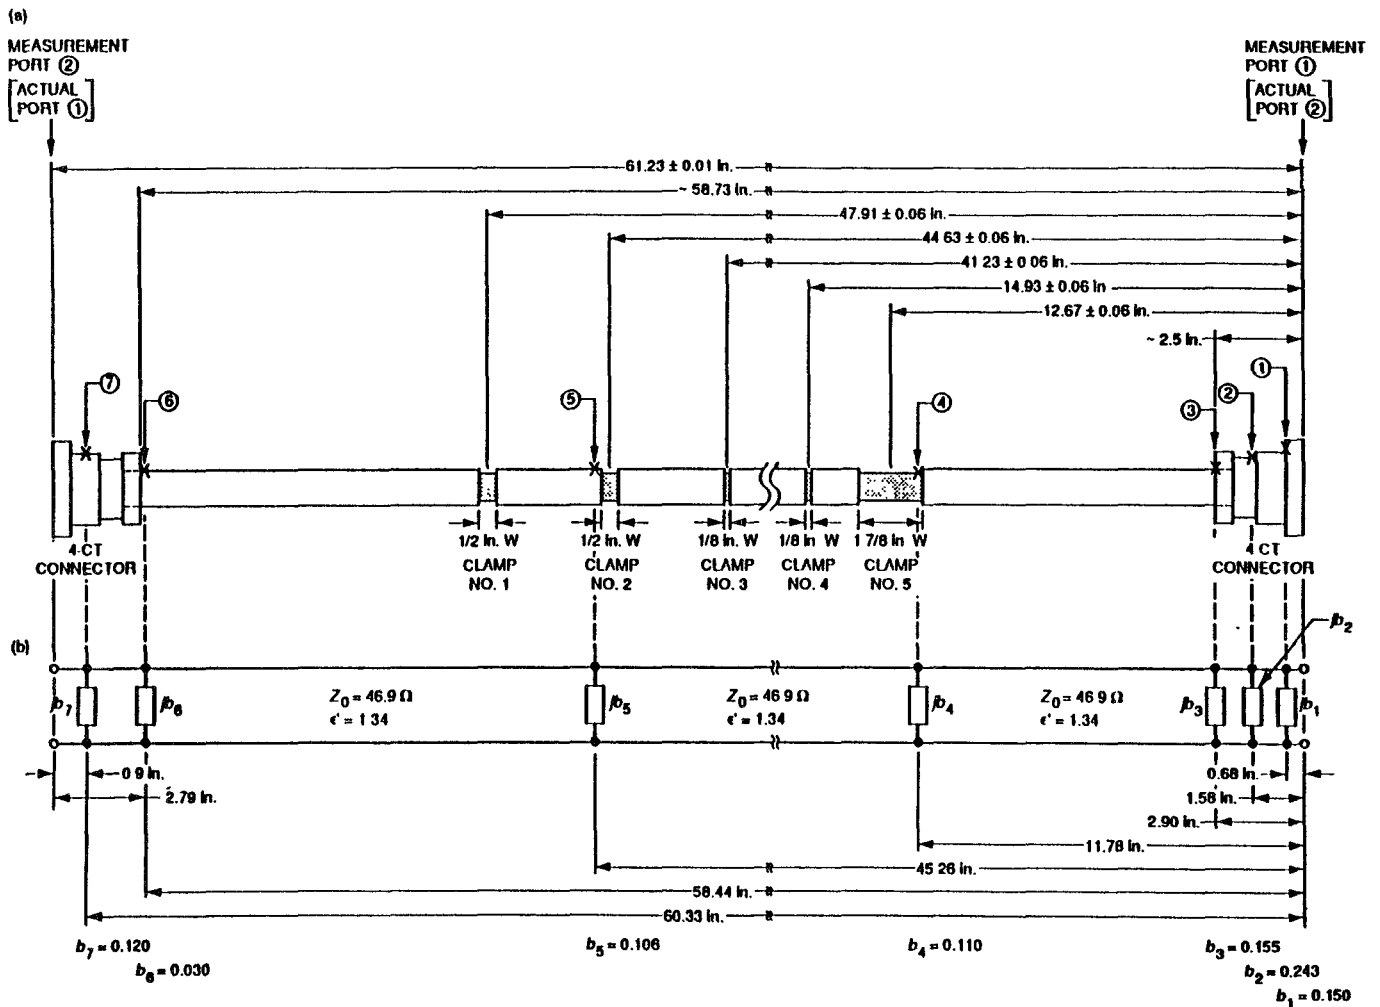 (a)
MEASUREMENT
PORT ②
[ACTUAL
PORT ①]
MEASUREMENT
PORT ①
[ACTUAL
PORT ②]
61.23 ± 0.01 in.
~ 58.73 in.
47.91 ± 0.06 in.
44 63 ± 0.06 in.
41 23 ± 0 06 in.
14.93 ± 0.06 in.
12.67 ± 0.06 in.
~ 2.5 in.
①
②
③
④
⑤
⑥
⑦
4-CT
CONNECTOR
1/2 in. W
CLAMP
NO. 1
1/2 in. W
CLAMP
NO. 2
1/8 in. W
CLAMP
NO. 3
1/8 in. W
CLAMP
NO. 4
1 7/8 in W
CLAMP
NO. 5
4 CT
CONNECTOR
(b)
jb2
jb7
jb6
Z0 = 46.9 Ω
ϵ' = 1 34
jb5
Z0 = 46 9 Ω
ϵ' = 1.34
jb4
Z0 = 46 9 Ω
ϵ' = 1.34
jb3
jb1
0 9 in.
2.79 in.
0.68 in.
1.58 in.
2.90 in.
11.78 in.
45 26 in.
58.44 in.
60.33 in.
b7 = 0.120
b6 = 0.030
b5 = 0.106
b4 = 0.110
b3 = 0.155
b2 = 0.243
b1 = 0.150